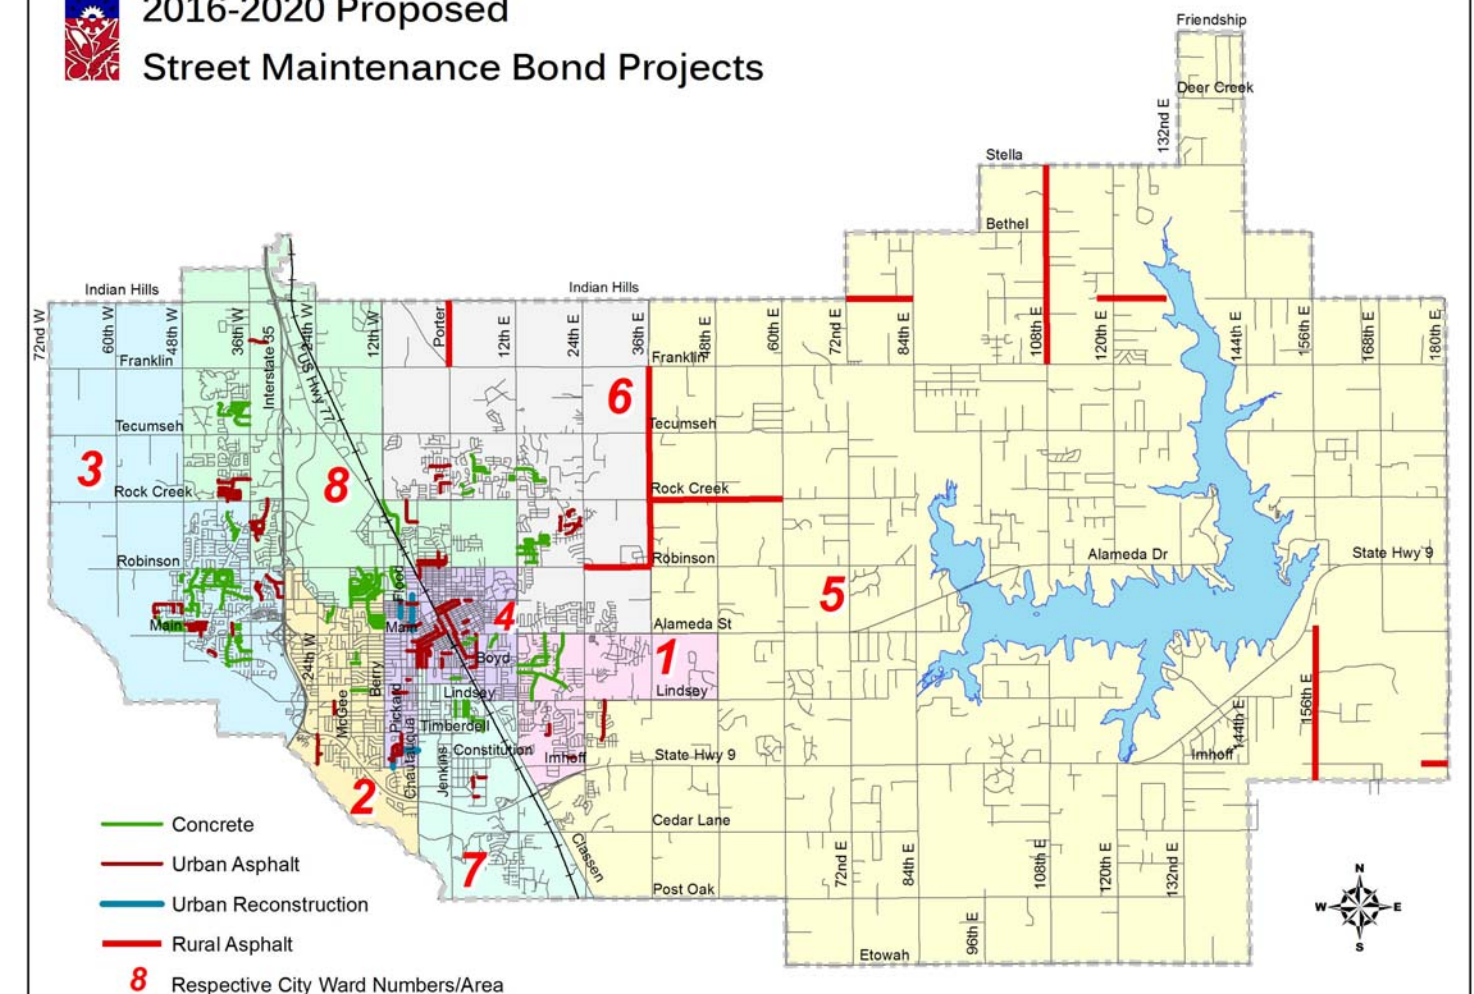 2016-2020 Proposed
Street Maintenance Bond Projects
Friendship
Deer Creek
132nd E
Stella
Bethel
Indian Hills
Indian Hills
72nd W
60th W
48th W
36th W
Interstate 35
24th W
US Hwy 77
12th W
Porter
12th E
24th E
36th E
48th E
60th E
72nd E
84th E
108th E
120th E
144th E
156th E
168th E
180th E
Franklin
Franklin
6
Tecumseh
Tecumseh
3
8
Rock Creek
Rock Creek
Robinson
Robinson
Alameda Dr
State Hwy 9
Flood
5
4
Main
Main
Alameda St
1
Boyd
24th W
Berry
Lindsey
Lindsey
McGee
Pickard
Timberdell
156th E
144th E
Chautauqua
Jenkins
Constitution
Imhoff
State Hwy 9
Imhoff
2
Concrete
Cedar Lane
Urban Asphalt
7
Classen
72nd E
84th E
108th E
120th E
132nd E
Post Oak
N
Urban Reconstruction
W E
96th E
Rural Asphalt
S
Etowah
8 Respective City Ward Numbers/Area